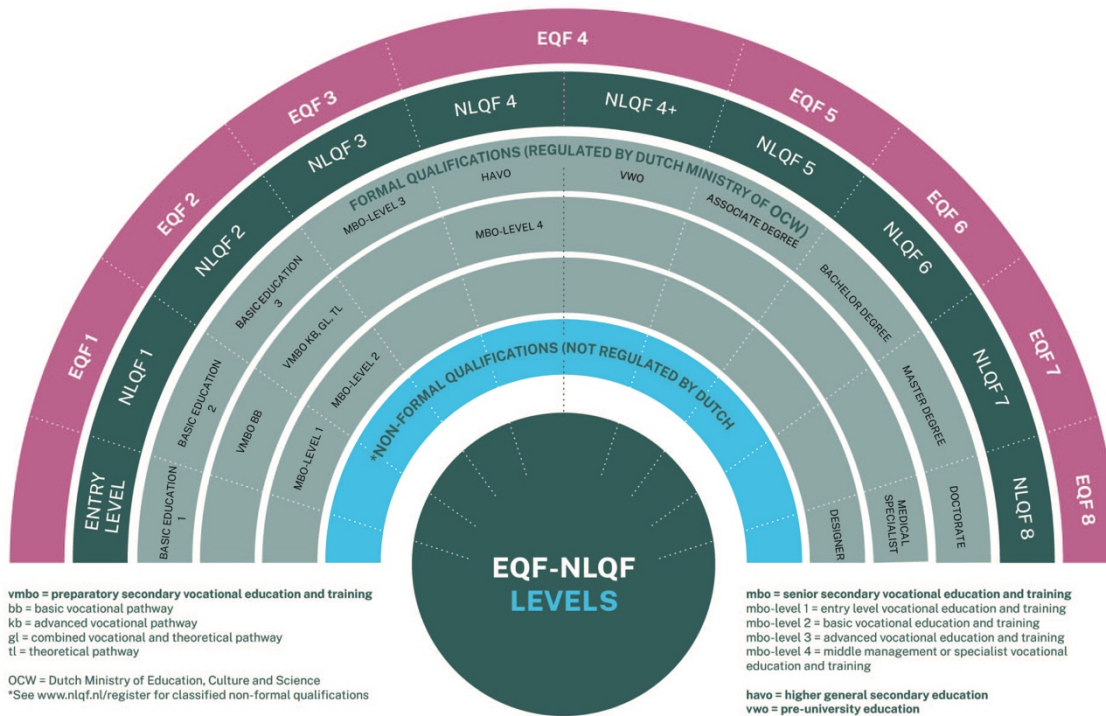 EQF 1
EQF 2
EQF 3
EQF 4
EQF 5
EQF 6
EQF 7
EQF 8
ENTRY
LEVEL
NLQF 1
NLQF 2
NLQF 3
NLQF 4
NLQF 4+
NLQF 5
NLQF 6
NLQF 7
NLQF 8
FORMAL QUALIFICATIONS (REGULATED BY DUTCH MINISTRY OF OCW)
BASIC EDUCATION
1
BASIC EDUCATION
2
BASIC EDUCATION
3
MBO-LEVEL 3
HAVO
VWO
ASSOCIATE DEGREE
BACHELOR DEGREE
MASTER DEGREE
DOCTORATE
VMBO BB
VMBO KB, GL, TL
MBO-LEVEL 4
MEDICAL
SPECIALIST
MBO-LEVEL 1
MBO-LEVEL 2
DESIGNER
*NON-FORMAL QUALIFICATIONS (NOT REGULATED BY DUTCH
EQF-NLQF
LEVELS
vmbo = preparatory secondary vocational education and training
bb = basic vocational pathway
kb = advanced vocational pathway
gl = combined vocational and theoretical pathway
tl = theoretical pathway
OCW = Dutch Ministry of Education, Culture and Science
*See www.nlqf.nl/register for classified non-formal qualifications
mbo = senior secondary vocational education and training
mbo-level 1 = entry level vocational education and training
mbo-level 2 = basic vocational education and training
mbo-level 3 = advanced vocational education and training
mbo-level 4 = middle management or specialist vocational
education and training
havo = higher general secondary education
vwo = pre-university education